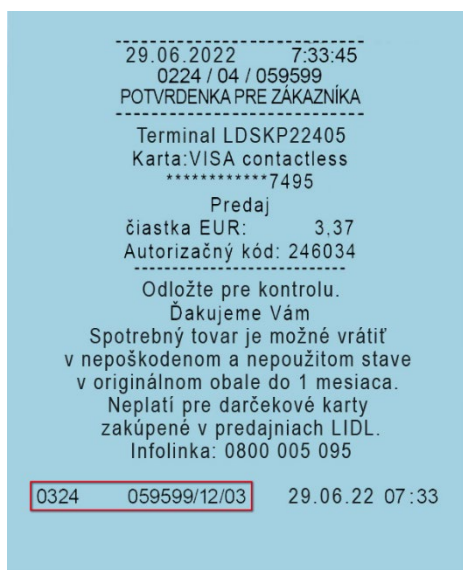 29.06.2022 7:33:45
0224 / 04 / 059599
POTVRDENKA PRE ZÁKAZNÍKA
Terminal LDSKP22405
Karta:VISA contactless
************7495
Predaj
čiastka EUR: 3,37
Autorizačný kód: 246034
Odložte pre kontrolu.
Ďakujeme Vám
Spotrebný tovar je možné vrátiť
v nepoškodenom a nepoužitom stave
v originálnom obale do 1 mesiaca.
Neplatí pre darčekové karty
zakúpené v predajniach LIDL.
Infolinka: 0800 005 095
0324 059599/12/03 29.06.22 07:33